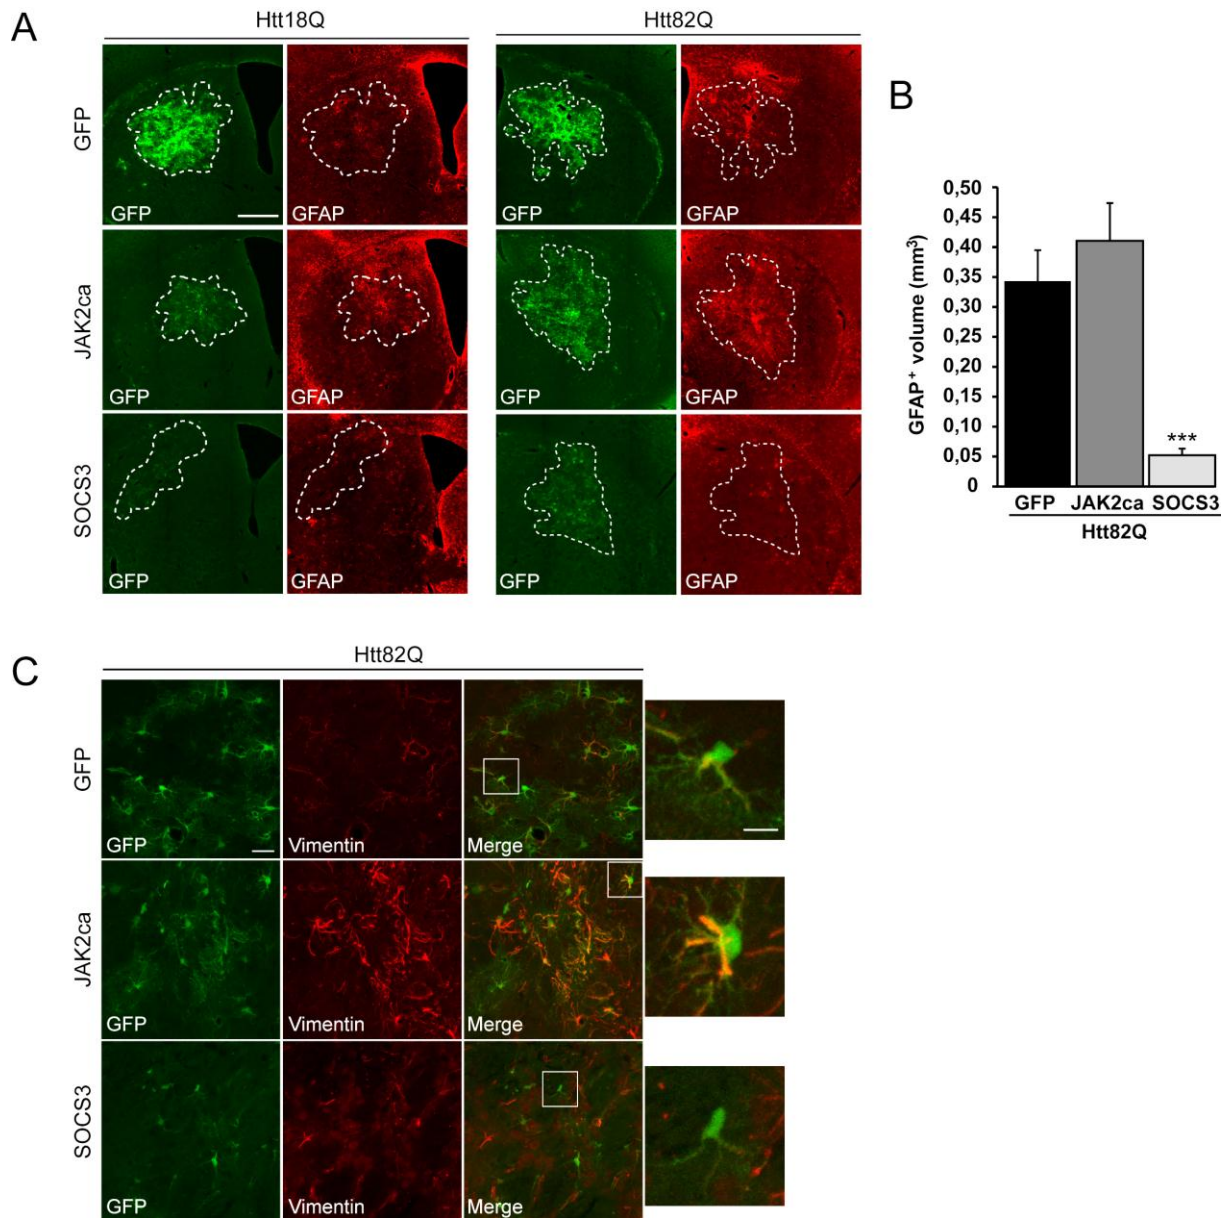 A
Htt18Q
Htt82Q
GFP
GFP
GFAP
GFP
GFAP
JAK2ca
GFP
GFAP
GFP
GFAP
SOCS3
GFP
GFAP
GFP
GFAP
B
GFAP⁺ volume (mm³)
0,50
0,45
0,40
0,35
0,30
0,25
0,20
0,15
0,10
0,05
0
***
GFP JAK2ca SOCS3
Htt82Q
C
Htt82Q
GFP
GFP
Vimentin
Merge
JAK2ca
GFP
Vimentin
Merge
SOCS3
GFP
Vimentin
Merge